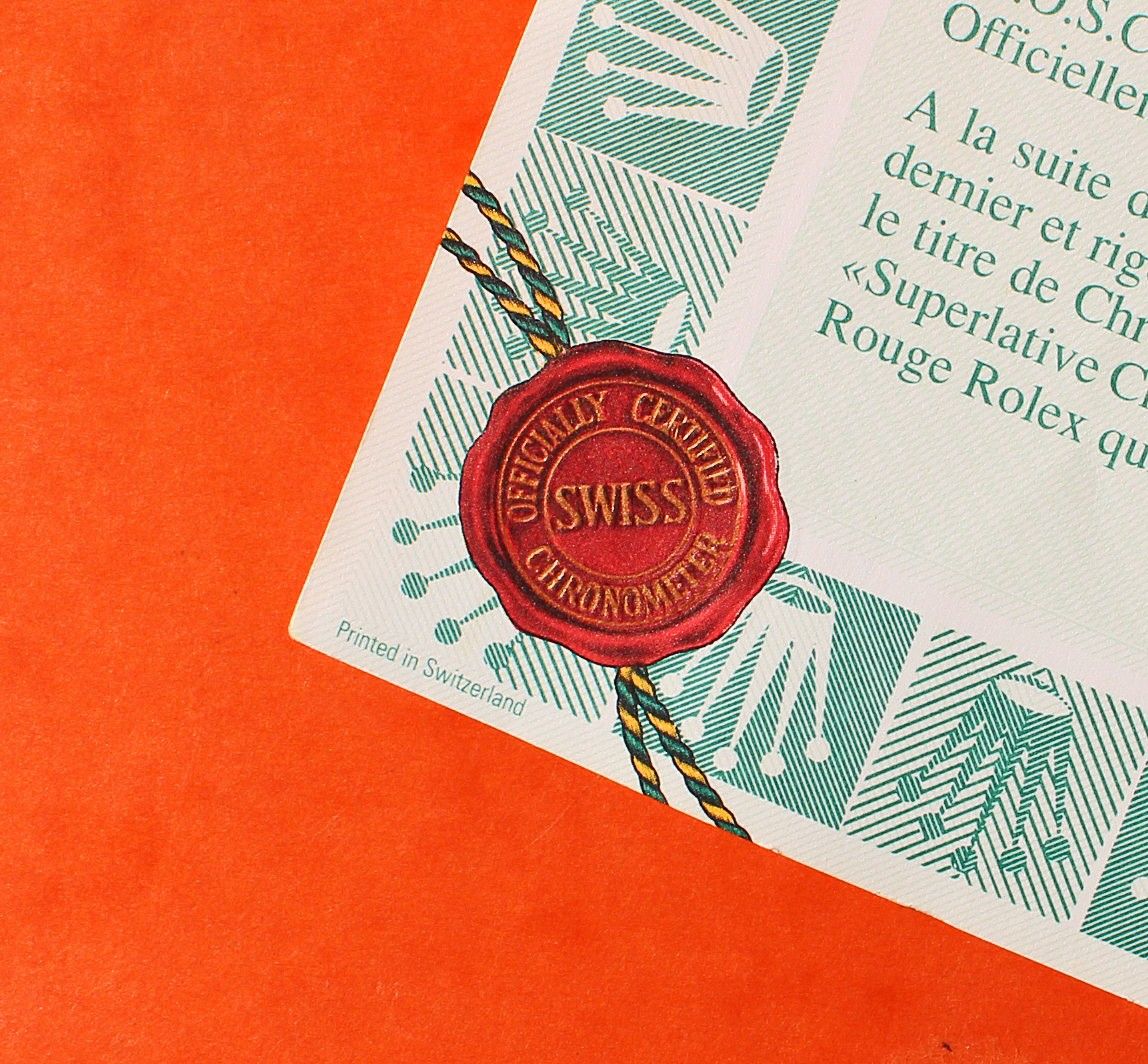 .O.S.C
Officielle
A la suite d
dernier et rig
le titre de Chr
«Superlative C
Rouge Rolex qu
OFFICIALLY CERTIFIED
SWISS
CHRONOMETER
Printed in Switzerland